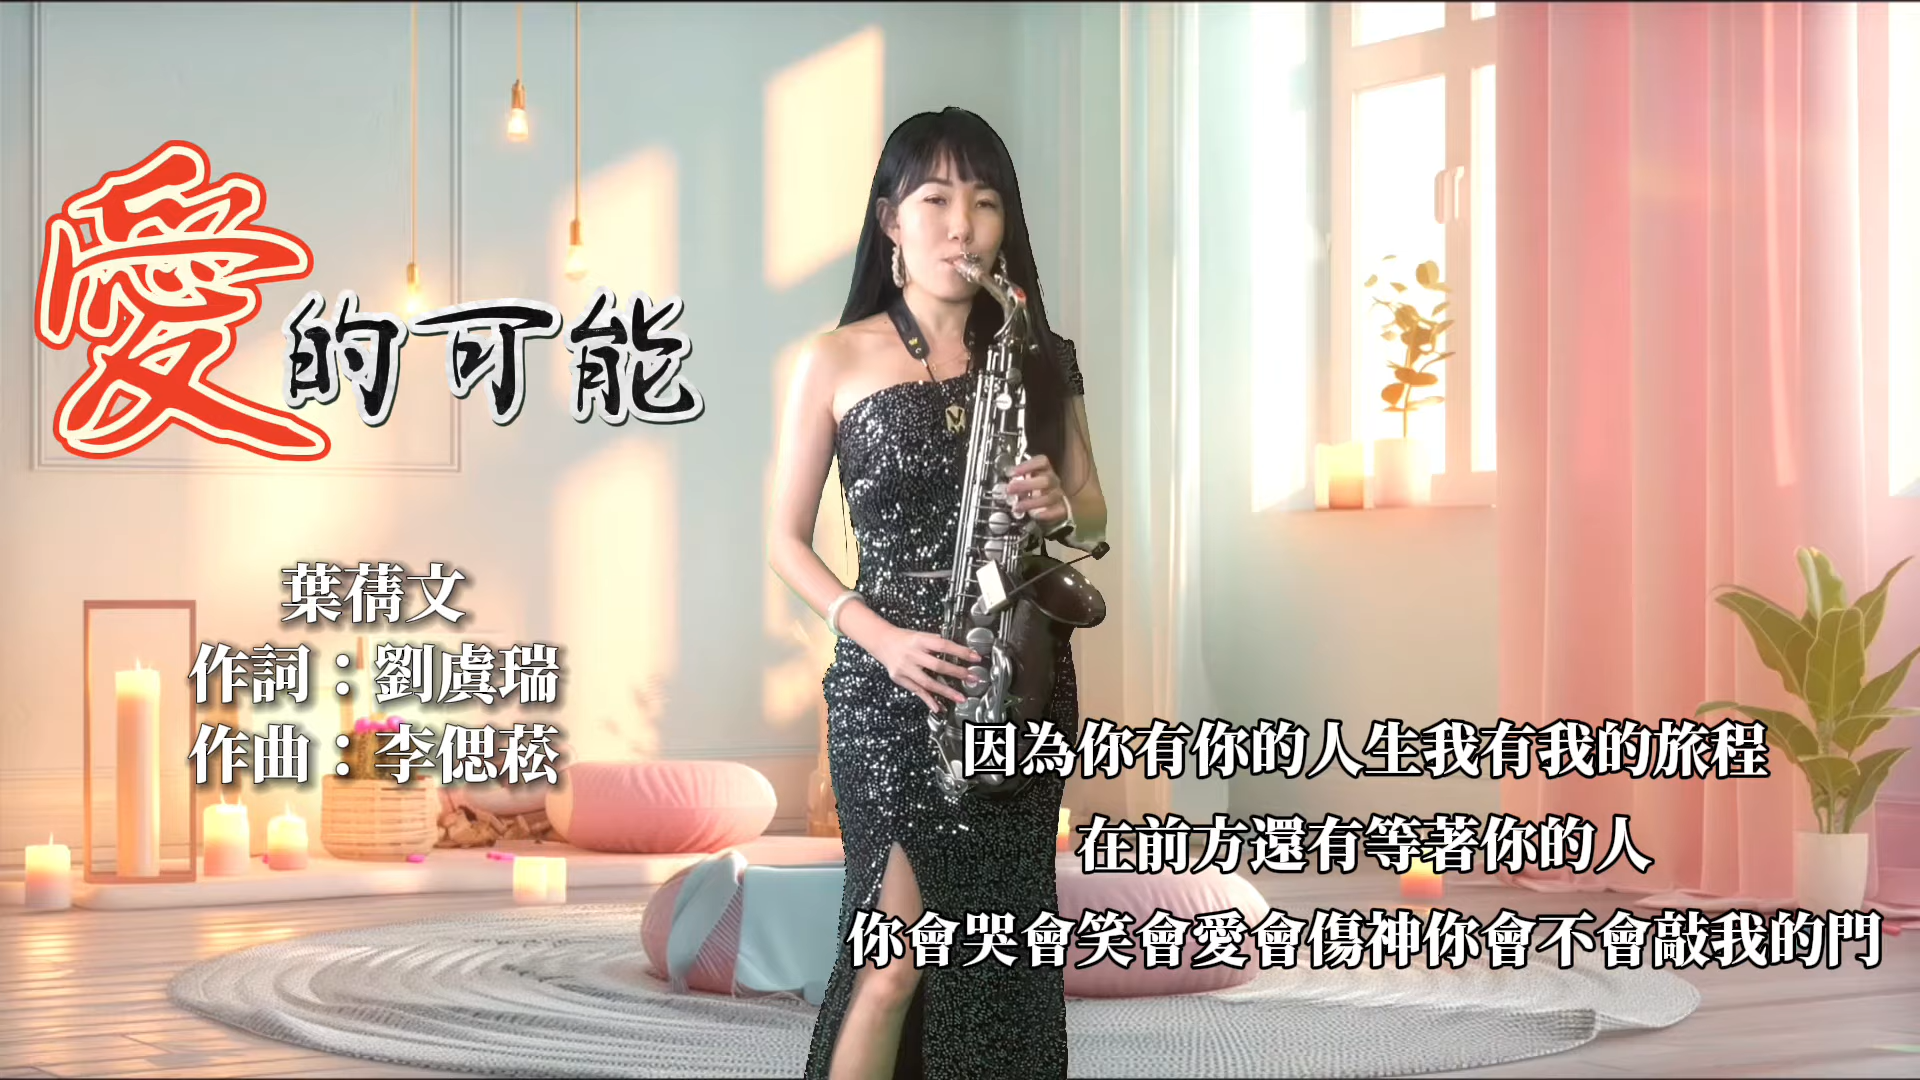 愛的可能
葉蒨文
作詞：劉虞瑞
作曲：李偲菘
因為你有你的人生我有我的旅程
在前方還有等著你的人
你會哭會笑會愛會傷神你會不會敲我的門